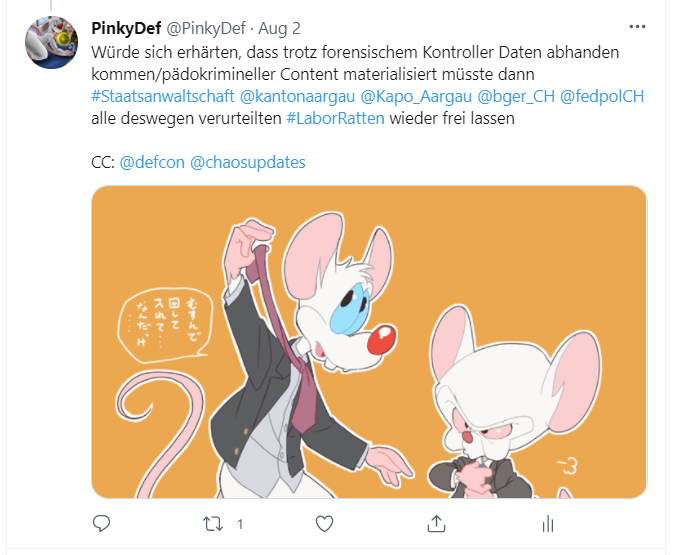 PinkyDef @PinkyDef · Aug 2
Würde sich erhärten, dass trotz forensischem Kontroller Daten abhanden
kommen/pädokrimineller Content materialisiert müsste dann
#Staatsanwaltschaft @kantonaargau @Kapo_Aargau @bger_CH @fedpolCH
alle deswegen verurteilten #LaborRatten wieder frei lassen
CC: @defcon @chaosupdates
むすんで
回して
入れて・・・
なんだっけ
・・・
1